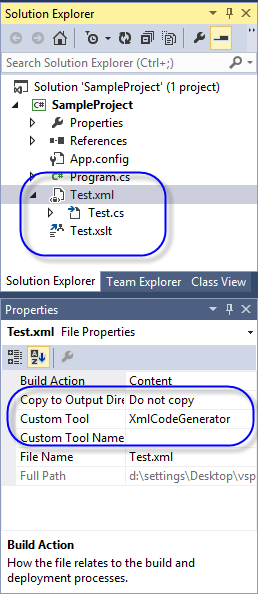 Solution Explorer
Search Solution Explorer (Ctrl+;)
Solution 'SampleProject' (1 project)
C# SampleProject
Properties
References
App.config
C# Program.cs
Test.xml
Test.cs
Test.xslt
Solution Explorer Team Explorer Class View
Properties
Test.xml File Properties
Build Action Content
Copy to Output Dire Do not copy
Custom Tool XmlCodeGenerator
Custom Tool Name
File Name Test.xml
Full Path d:\settings\Desktop\vsp
Build Action
How the file relates to the build and
deployment processes.